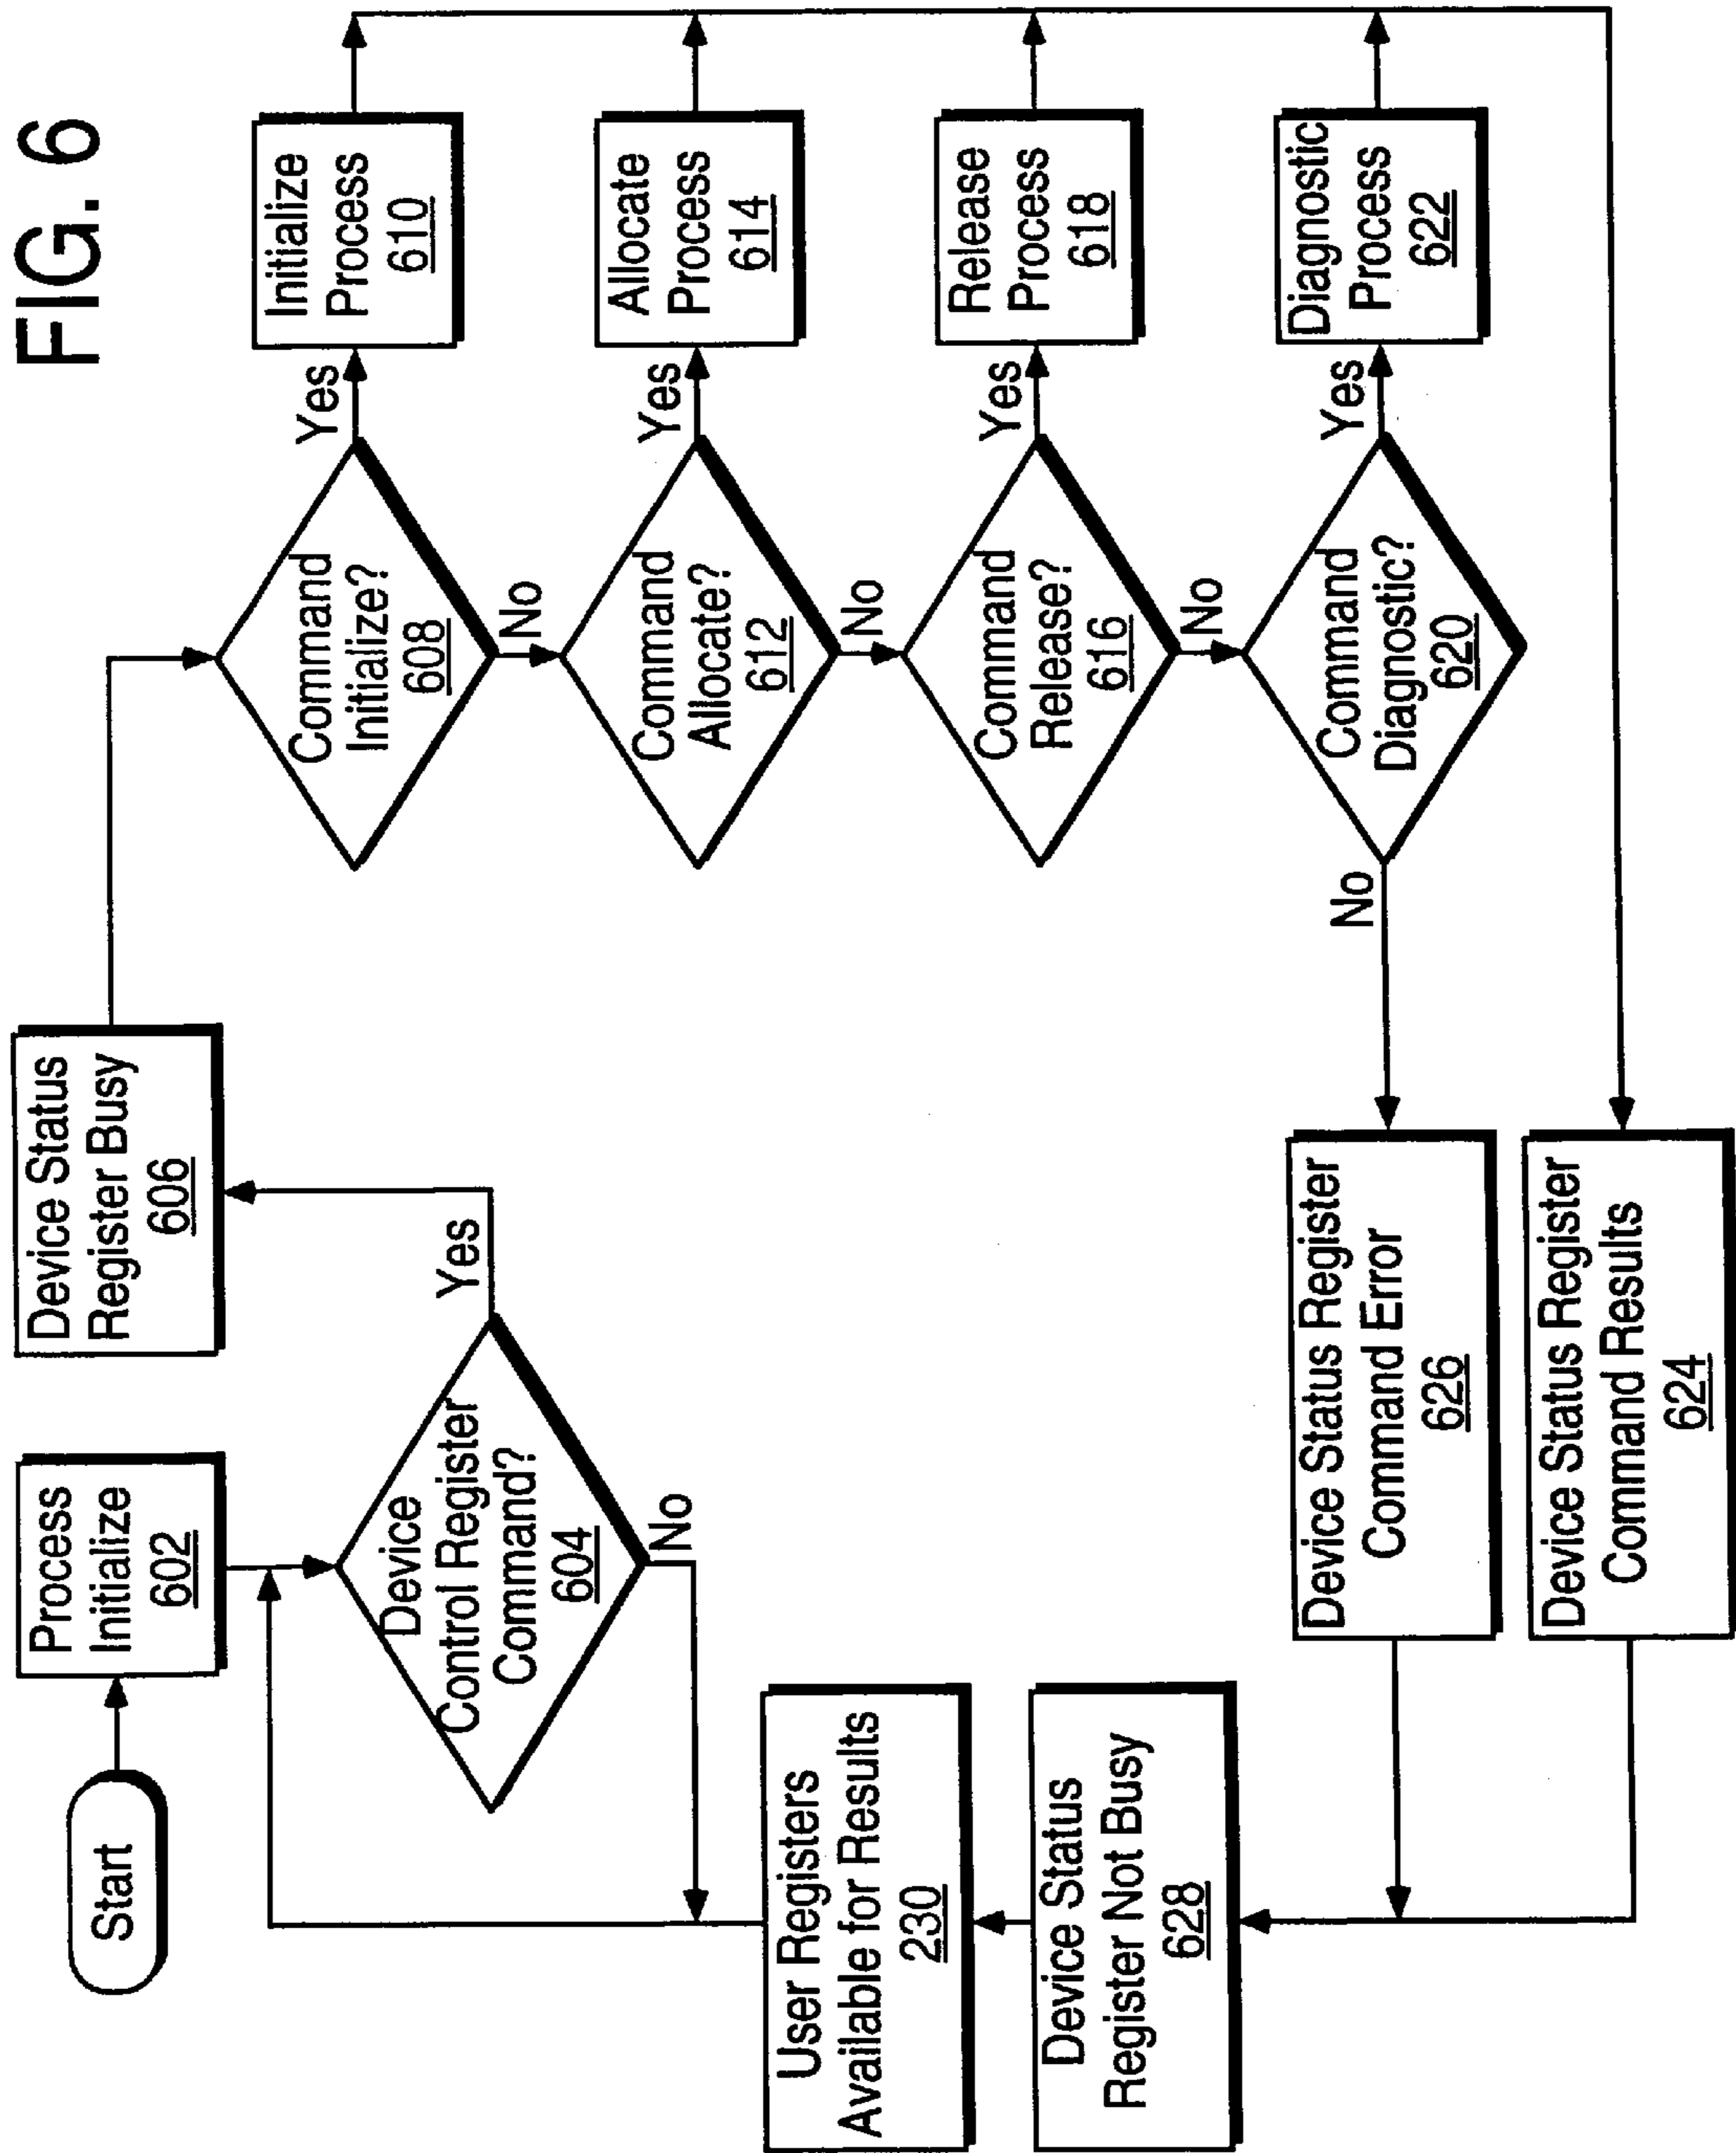 FIG. 6
Start
Process
Initialize
602
Device
Control Register
Command?
604
Yes
No
Device Status
Register Busy
606
Command
Initialize?
608
Yes
No
Initialize
Process
610
Command
Allocate?
612
Yes
No
Allocate
Process
614
Command
Release?
616
Yes
No
Release
Process
618
Command
Diagnostic?
620
Yes
No
Diagnostic
Process
622
Device Status Register
Command Error
626
Device Status Register
Command Results
624
Device Status
Register Not Busy
628
User Registers
Available for Results
230